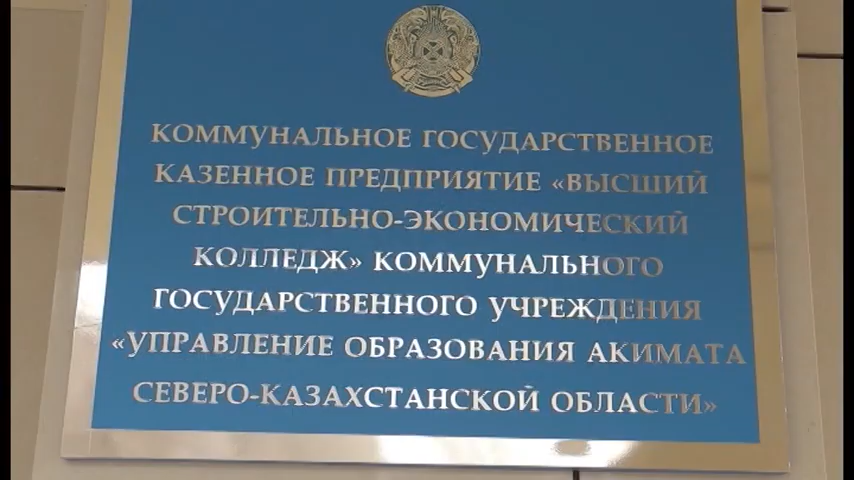 КОММУНАЛЬНОЕ ГОСУДАРСТВЕННОЕ
КАЗЕННОЕ ПРЕДПРИЯТИЕ «ВЫСШИЙ
СТРОИТЕЛЬНО-ЭКОНОМИЧЕСКИЙ
КОЛЛЕДЖ» КОММУНАЛЬНОГО
ГОСУДАРСТВЕННОГО УЧРЕЖДЕНИЯ
«УПРАВЛЕНИЕ ОБРАЗОВАНИЯ АКИМАТА
СЕВЕРО-КАЗАХСТАНСКОЙ ОБЛАСТИ»